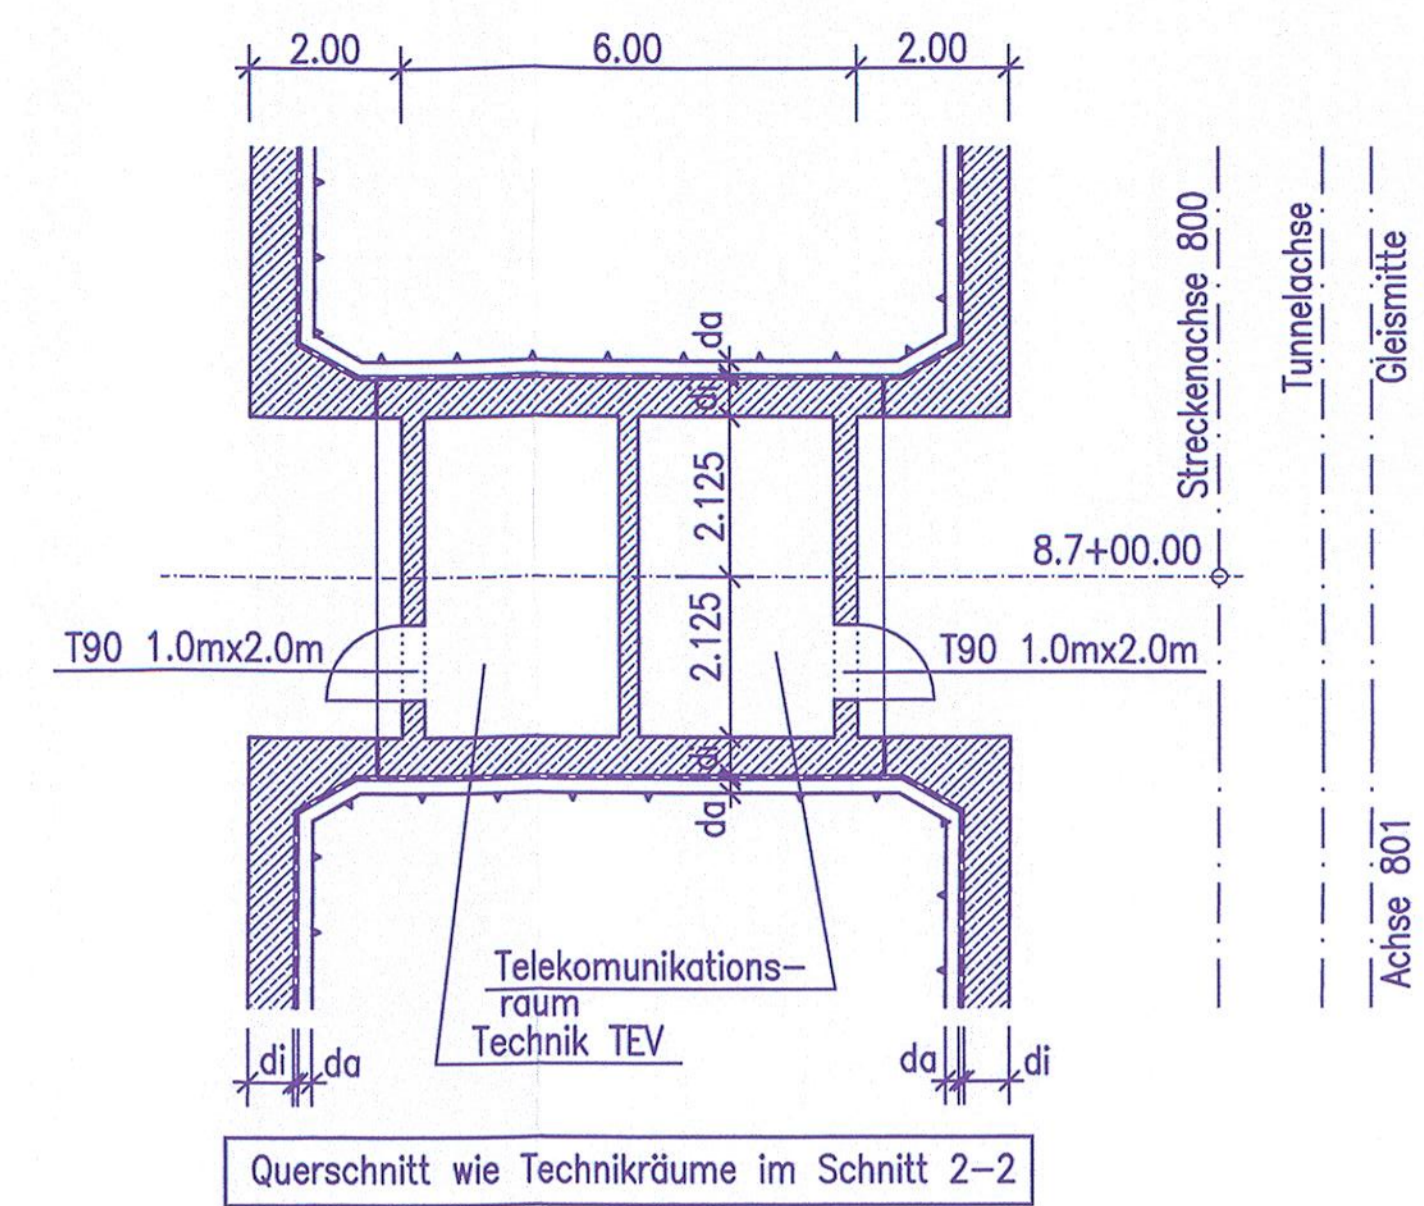 2.00
6.00
2.00
Streckenachse 800
Tunnelachse
Gleismitte
da
di
2.125
8.7+00.00
2.125
T90 1.0mx2.0m
T90 1.0mx2.0m
di
da
Achse 801
Telekomunikations-
raum
Technik TEV
di
da
da
di
Querschnitt wie Technikräume im Schnitt 2-2